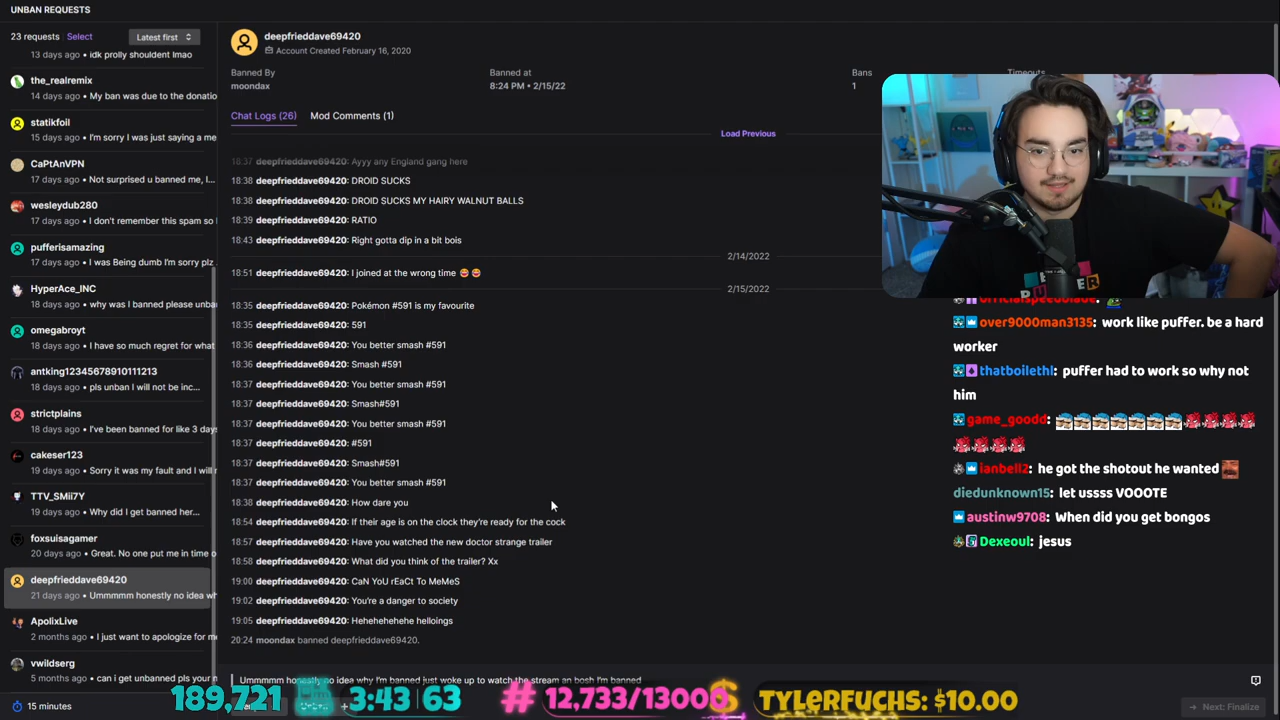 UNBAN REQUESTS
23 requests Select Latest first
13 days ago • idk prolly shouldent lmao
the_realremix
14 days ago • My ban was due to the donatio
statikfoil
15 days ago • I'm sorry I was just saying a me
CaPtAnVPN
17 days ago • Not surprised u banned me, I...
wesleydub280
17 days ago • I don't remember this spam so I
pufferisamazing
17 days ago • I was Being dumb I'm sorry plz
HyperAce_INC
18 days ago • why was I banned please unba
omegabroyt
18 days ago • I have so much regret for what
antking12345678910111213
18 days ago • pls unban I will not be inc...
strictplains
18 days ago • I've been banned for like 3 days
cakeser123
19 days ago • Sorry it was my fault and I will
TTV_SMii7Y
19 days ago • Why did I get banned her...
foxsuisagamer
20 days ago • Great. No one put me in time o
deepfrieddave69420
21 days ago • Ummmm honestly no idea wh
ApolixLive
2 months ago • I just want to apologize for me
vwildserg
5 months ago • can i get unbanned pls your
15 minutes
deepfrieddave69420
Account Created February 16, 2020
Banned By
moondax
Banned at
8:24 PM • 2/15/22
Bans
1
Timeouts
Chat Logs (26) Mod Comments (1)
Load Previous
18:37 deepfrieddave69420: Ayyy any England gang here
18:38 deepfrieddave69420: DROID SUCKS
18:38 deepfrieddave69420: DROID SUCKS MY HAIRY WALNUT BALLS
18:39 deepfrieddave69420: RATIO
18:43 deepfrieddave69420: Right gotta dip in a bit bois
2/14/2022
18:51 deepfrieddave69420: I joined at the wrong time
2/15/2022
18:35 deepfrieddave69420: Pokémon #591 is my favourite
18:35 deepfrieddave69420: 591
18:36 deepfrieddave69420: You better smash #591
18:36 deepfrieddave69420: Smash #591
18:37 deepfrieddave69420: You better smash #591
18:37 deepfrieddave69420: Smash#591
18:37 deepfrieddave69420: You better smash #591
18:37 deepfrieddave69420: #591
18:37 deepfrieddave69420: Smash#591
18:37 deepfrieddave69420: You better smash #591
18:38 deepfrieddave69420: How dare you
18:54 deepfrieddave69420: If their age is on the clock they're ready for the cock
18:57 deepfrieddave69420: Have you watched the new doctor strange trailer
18:58 deepfrieddave69420: What did you think of the trailer? Xx
19:00 deepfrieddave69420: CaN YoU rEaCt To MeMeS
19:02 deepfrieddave69420: You're a danger to society
19:05 deepfrieddave69420: Hehehehehehe helloings
20:24 moondax banned deepfrieddave69420.
Ummmmm honestly no idea why I'm banned just woke up to watch the stream an bosh I'm banned
Next: Finalize
officialspeedblade:
over9000man3135: work like puffer. be a hard
worker
thatboilethl: puffer had to work so why not
him
game_goodd:
ianbell2: he got the shotout he wanted
diedunknown15: let ussss VOOOTE
austinw9708: When did you get bongos
Dexeoul: jesus
189,721 3:43 63 # 12,733/13000 $ TYLERFUCHS: $10.00